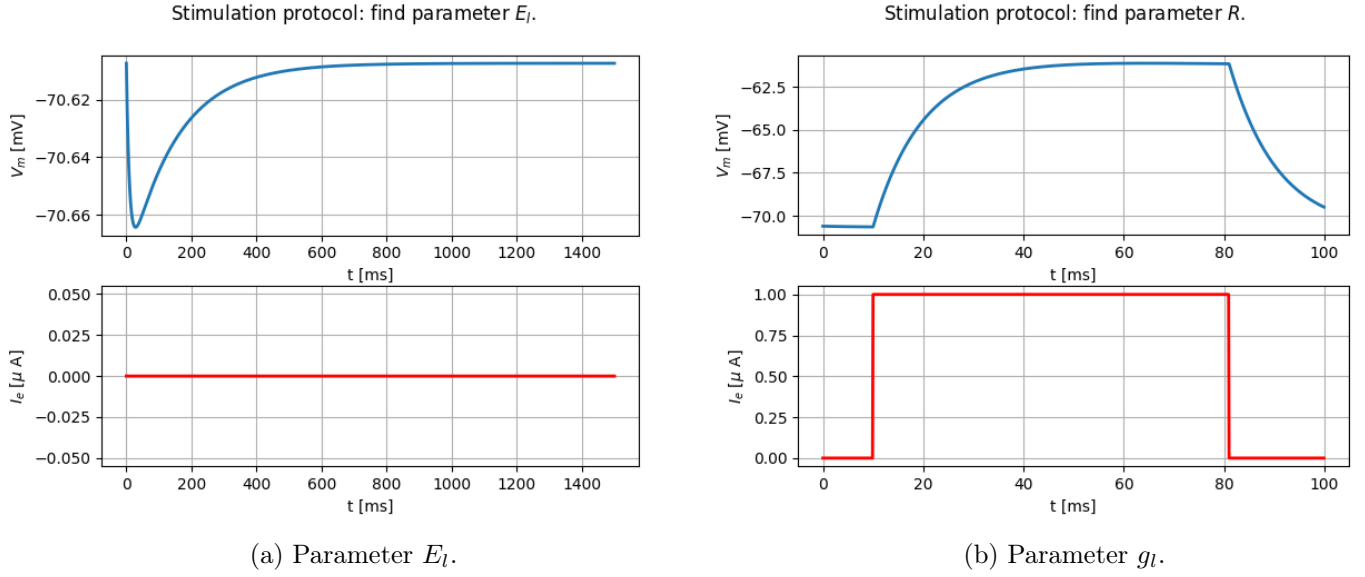 Stimulation protocol: find parameter E_l.
−70.62
−70.64
−70.66
V_m [mV]
0 200 400 600 800 1000 1200 1400
t [ms]
0.050
0.025
0.000
−0.025
−0.050
I_e [μ A]
0 200 400 600 800 1000 1200 1400
t [ms]
(a) Parameter E_l.
Stimulation protocol: find parameter R.
−62.5
−65.0
−67.5
−70.0
V_m [mV]
0 20 40 60 80 100
t [ms]
1.00
0.75
0.50
0.25
0.00
I_e [μ A]
0 20 40 60 80 100
t [ms]
(b) Parameter g_l.